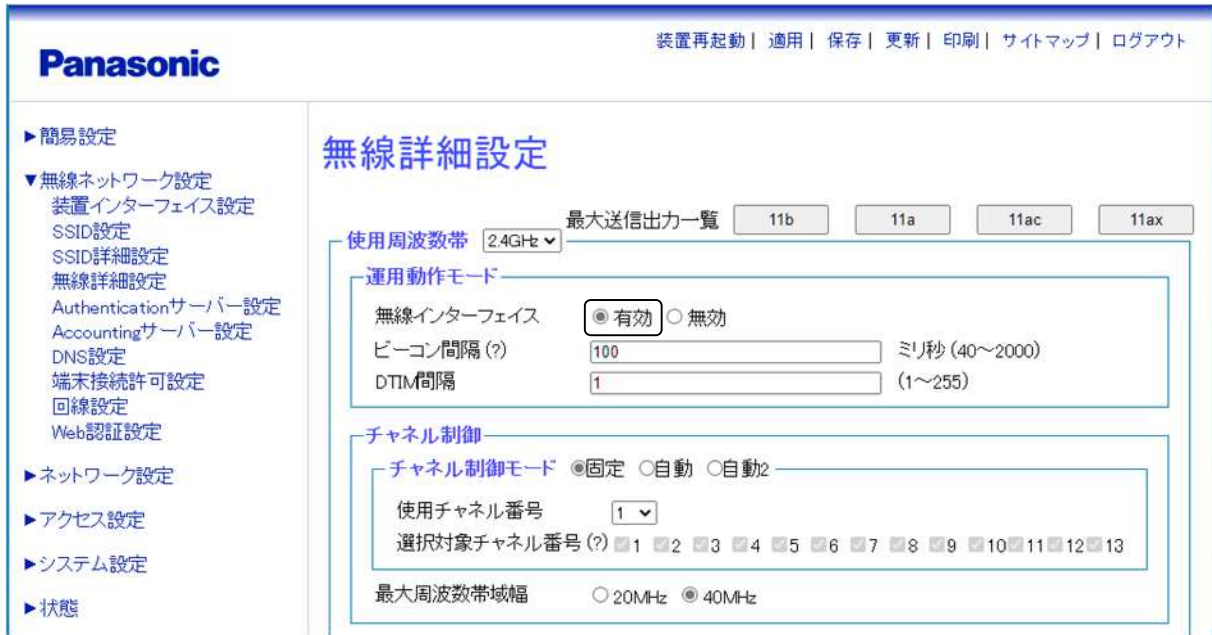 装置再起動| 適用| 保存| 更新| 印刷| サイトマップ| ログアウト
Panasonic
▶簡易設定
▼無線ネットワーク設定
装置インターフェイス設定
SSID設定
SSID詳細設定
無線詳細設定
Authenticationサーバー設定
Accountingサーバー設定
DNS設定
端末接続許可設定
回線設定
Web認証設定
▶ネットワーク設定
▶アクセス設定
▶システム設定
▶状態
無線詳細設定
最大送信出力一覧 11b 11a 11ac 11ax
使用周波数帯 2.4GHz
運用動作モード
無線インターフェイス 有効 無効
ビーコン間隔(?) 100 ミリ秒(40～2000)
DTIM間隔 1 (1～255)
チャネル制御
チャネル制御モード 固定 自動 自動2
使用チャネル番号 1
選択対象チャネル番号(?) 1 2 3 4 5 6 7 8 9 10 11 12 13
最大周波数帯域幅 20MHz 40MHz